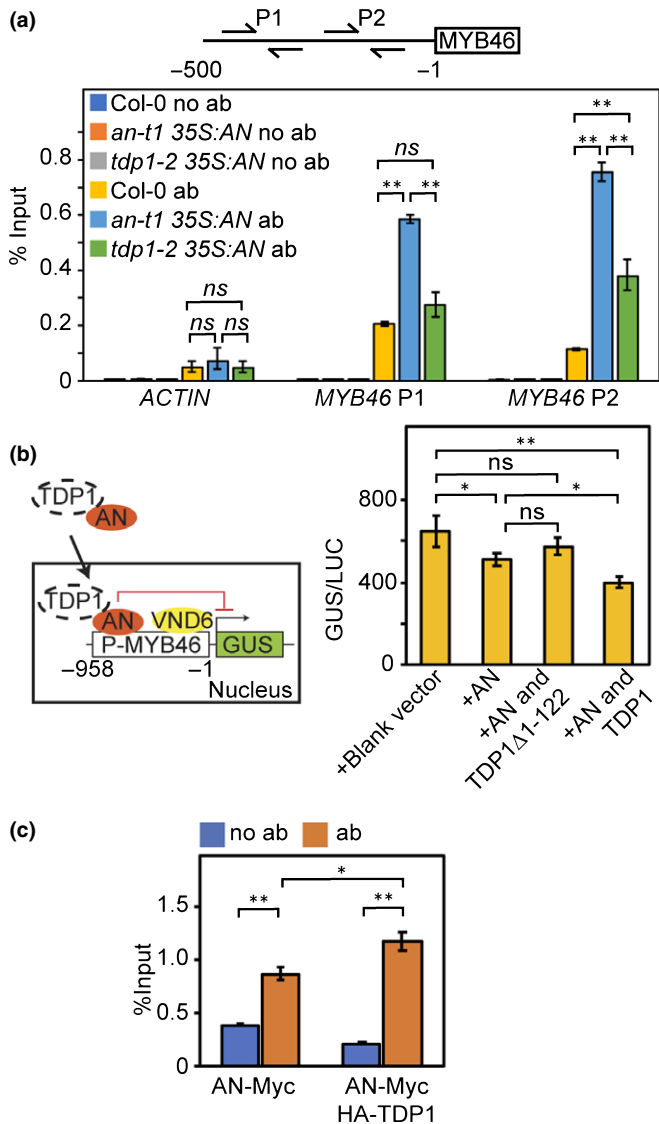 (a)
P1
P2
MYB46
–500
–1
Col-0 no ab
an-t1 35S:AN no ab
tdp1-2 35S:AN no ab
Col-0 ab
an-t1 35S:AN ab
tdp1-2 35S:AN ab
% Input
0.8
0.6
0.4
0.2
0
ns
ns
ns
ns
**
**
**
**
**
ACTIN
MYB46 P1
MYB46 P2
(b)
TDP1
AN
TDP1
AN
VND6
P-MYB46
GUS
–958
–1
Nucleus
GUS/LUC
800
400
0
**
ns
*
*
ns
+Blank vector
+AN
+AN and
TDP1Δ1-122
+AN and
TDP1
(c)
no ab
ab
%Input
1.5
1.0
0.5
0
*
**
**
AN-Myc
AN-Myc
HA-TDP1